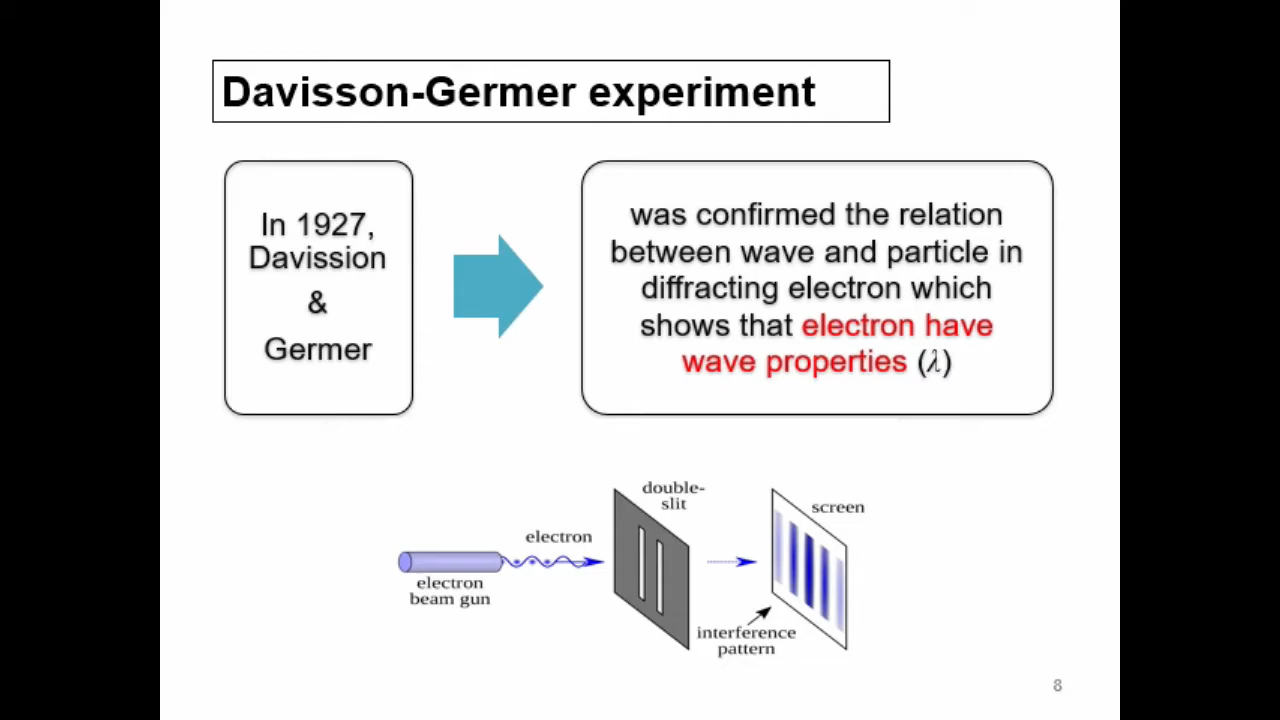 Davisson-Germer experiment
In 1927,
Davission
&
Germer
was confirmed the relation
between wave and particle in
diffracting electron which
shows that electron have
wave properties (λ)
double-
slit
screen
electron
electron
beam gun
interference
pattern
8